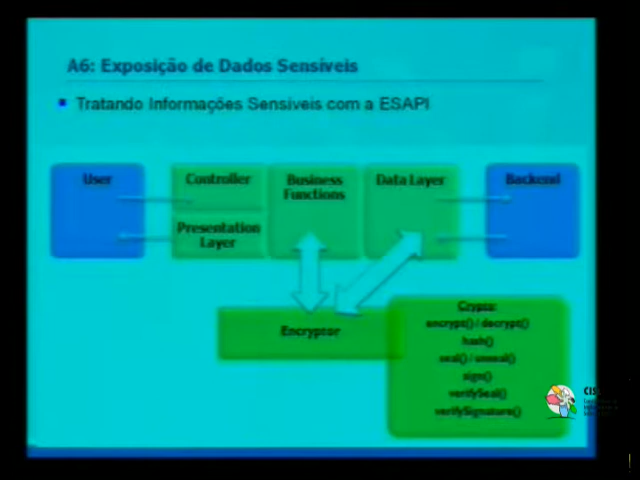 A6: Exposição de Dados Sensíveis
Tratando Informações Sensíveis com a ESAPI
User
Controller
Business
Functions
Data Layer
Backend
Presentation
Layer
Encryptor
Crypto
encrypt() / decrypt()
hash()
seal() / unseal()
sign()
verifySeal()
verifySignature()
CIS